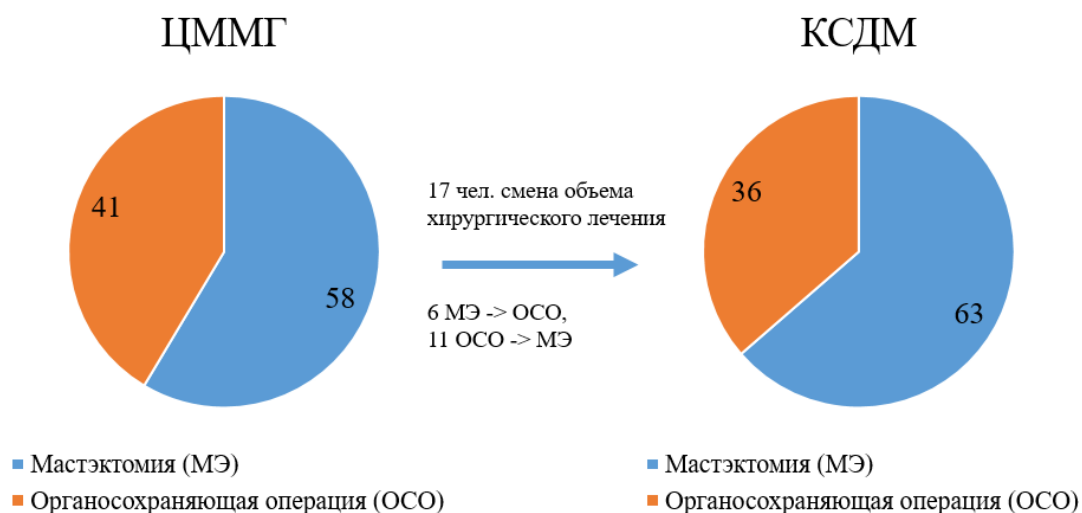 ЦММГ
КСДМ
41
58
17 чел. смена объема
хирургического лечения
6 МЭ -> ОСО,
11 ОСО -> МЭ
36
63
Мастэктомия (МЭ)
Органосохраняющая операция (ОСО)
Мастэктомия (МЭ)
Органосохраняющая операция (ОСО)